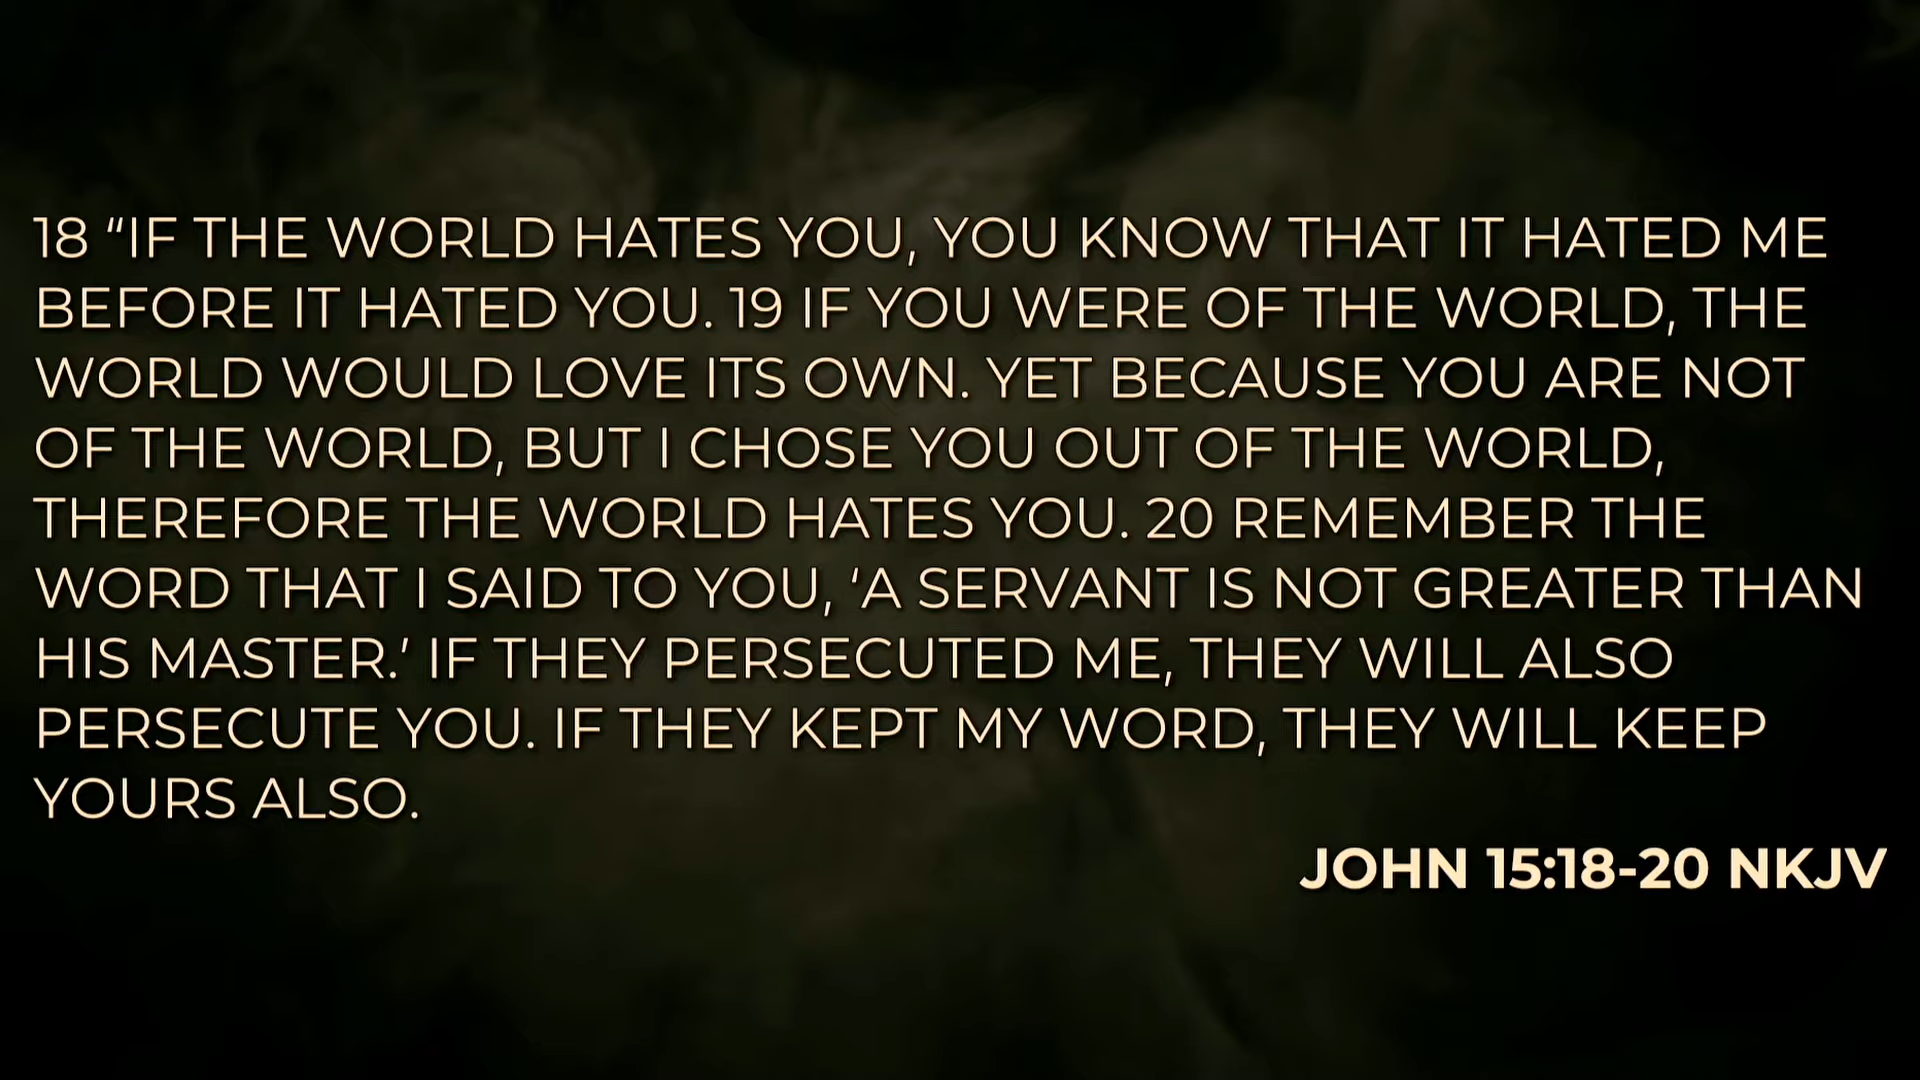 18 “IF THE WORLD HATES YOU, YOU KNOW THAT IT HATED ME
BEFORE IT HATED YOU. 19 IF YOU WERE OF THE WORLD, THE
WORLD WOULD LOVE ITS OWN. YET BECAUSE YOU ARE NOT
OF THE WORLD, BUT I CHOSE YOU OUT OF THE WORLD,
THEREFORE THE WORLD HATES YOU. 20 REMEMBER THE
WORD THAT I SAID TO YOU, ‘A SERVANT IS NOT GREATER THAN
HIS MASTER.’ IF THEY PERSECUTED ME, THEY WILL ALSO
PERSECUTE YOU. IF THEY KEPT MY WORD, THEY WILL KEEP
YOURS ALSO.
JOHN 15:18-20 NKJV